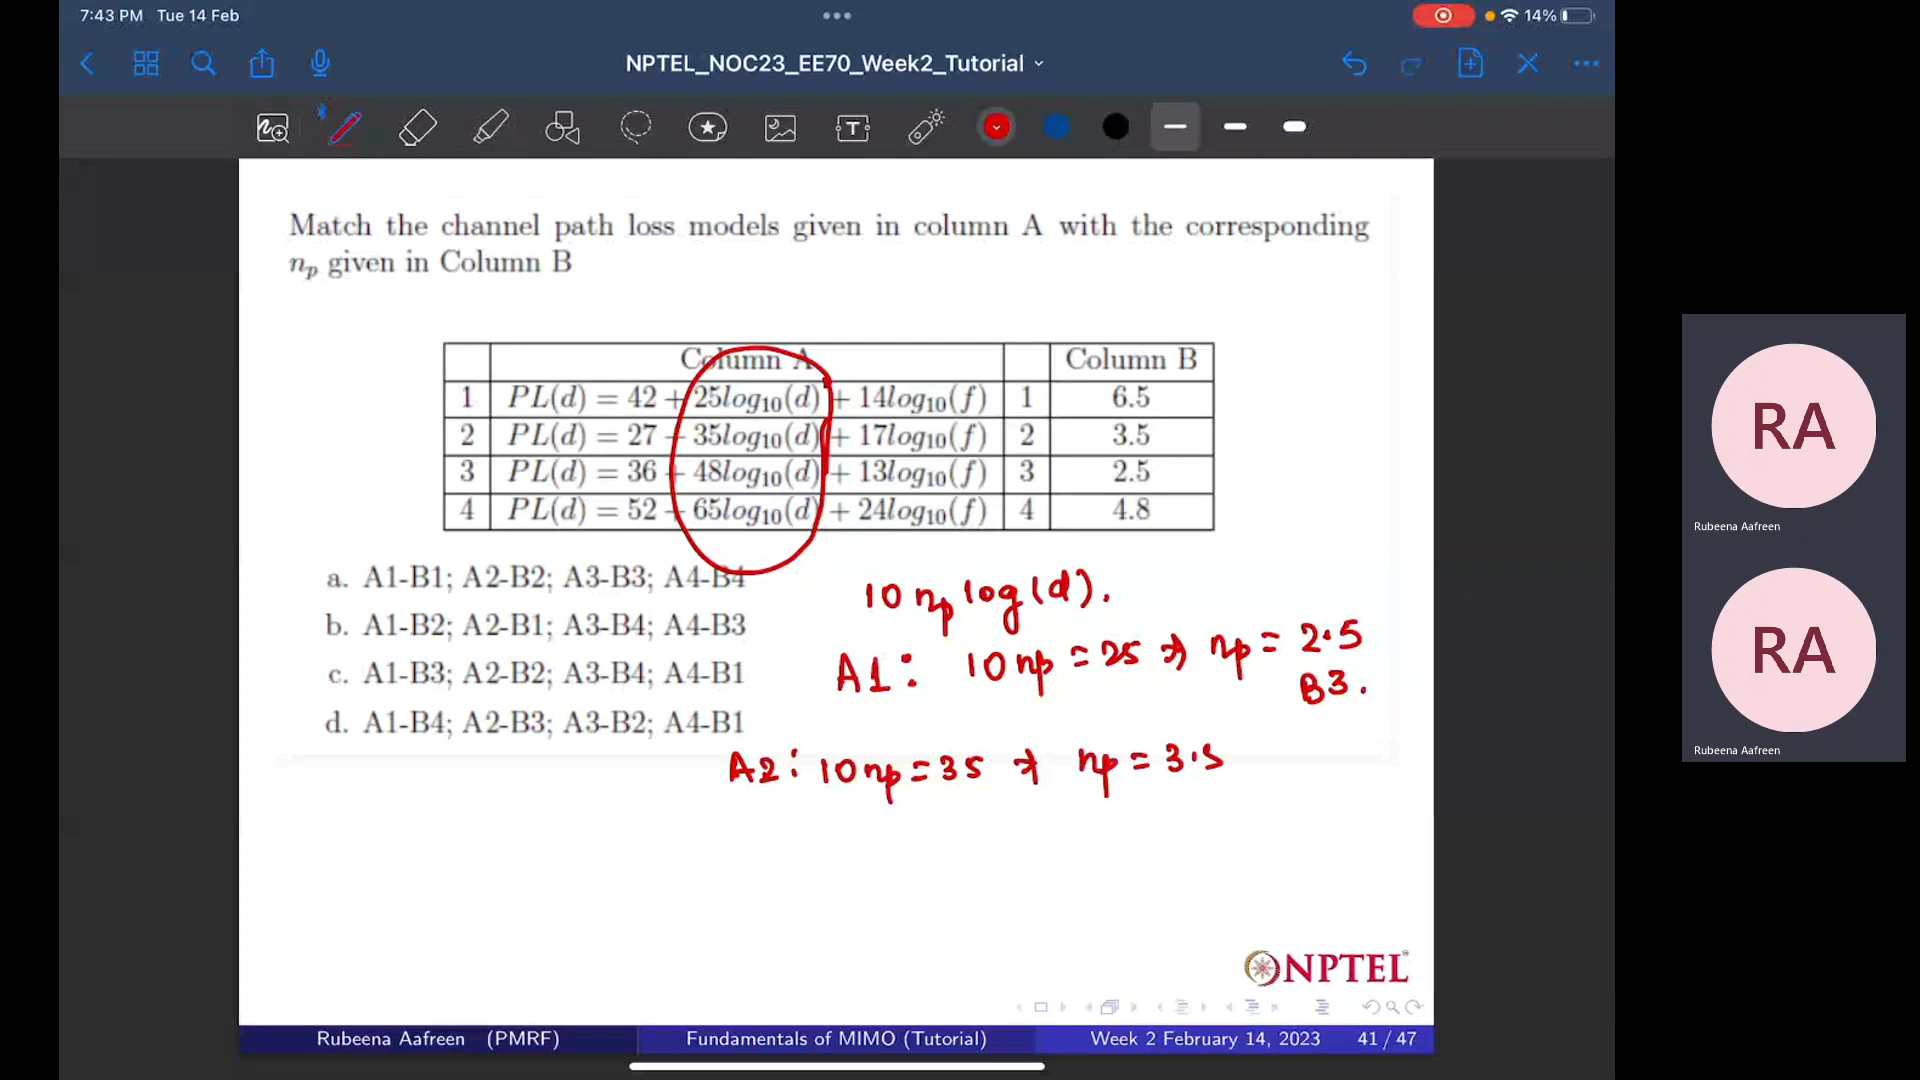 7:43 PM Tue 14 Feb
14%
NPTEL_NOC23_EE70_Week2_Tutorial
Match the channel path loss models given in column A with the corresponding
n_p given in Column B
Column A Column B
1 PL(d) = 42 + 25log10(d) + 14log10(f) 1 6.5
2 PL(d) = 27 + 35log10(d) + 17log10(f) 2 3.5
3 PL(d) = 36 + 48log10(d) + 13log10(f) 3 2.5
4 PL(d) = 52 + 65log10(d) + 24log10(f) 4 4.8
a. A1-B1; A2-B2; A3-B3; A4-B4
b. A1-B2; A2-B1; A3-B4; A4-B3
c. A1-B3; A2-B2; A3-B4; A4-B1
d. A1-B4; A2-B3; A3-B2; A4-B1
10 np log(d).
A1: 10np = 25 ⇒ np = 2.5
B3.
A2: 10np = 35 ⇒ np = 3.5
NPTEL
Rubeena Aafreen (PMRF) Fundamentals of MIMO (Tutorial) Week 2 February 14, 2023 41 / 47
RA
Rubeena Aafreen
RA
Rubeena Aafreen